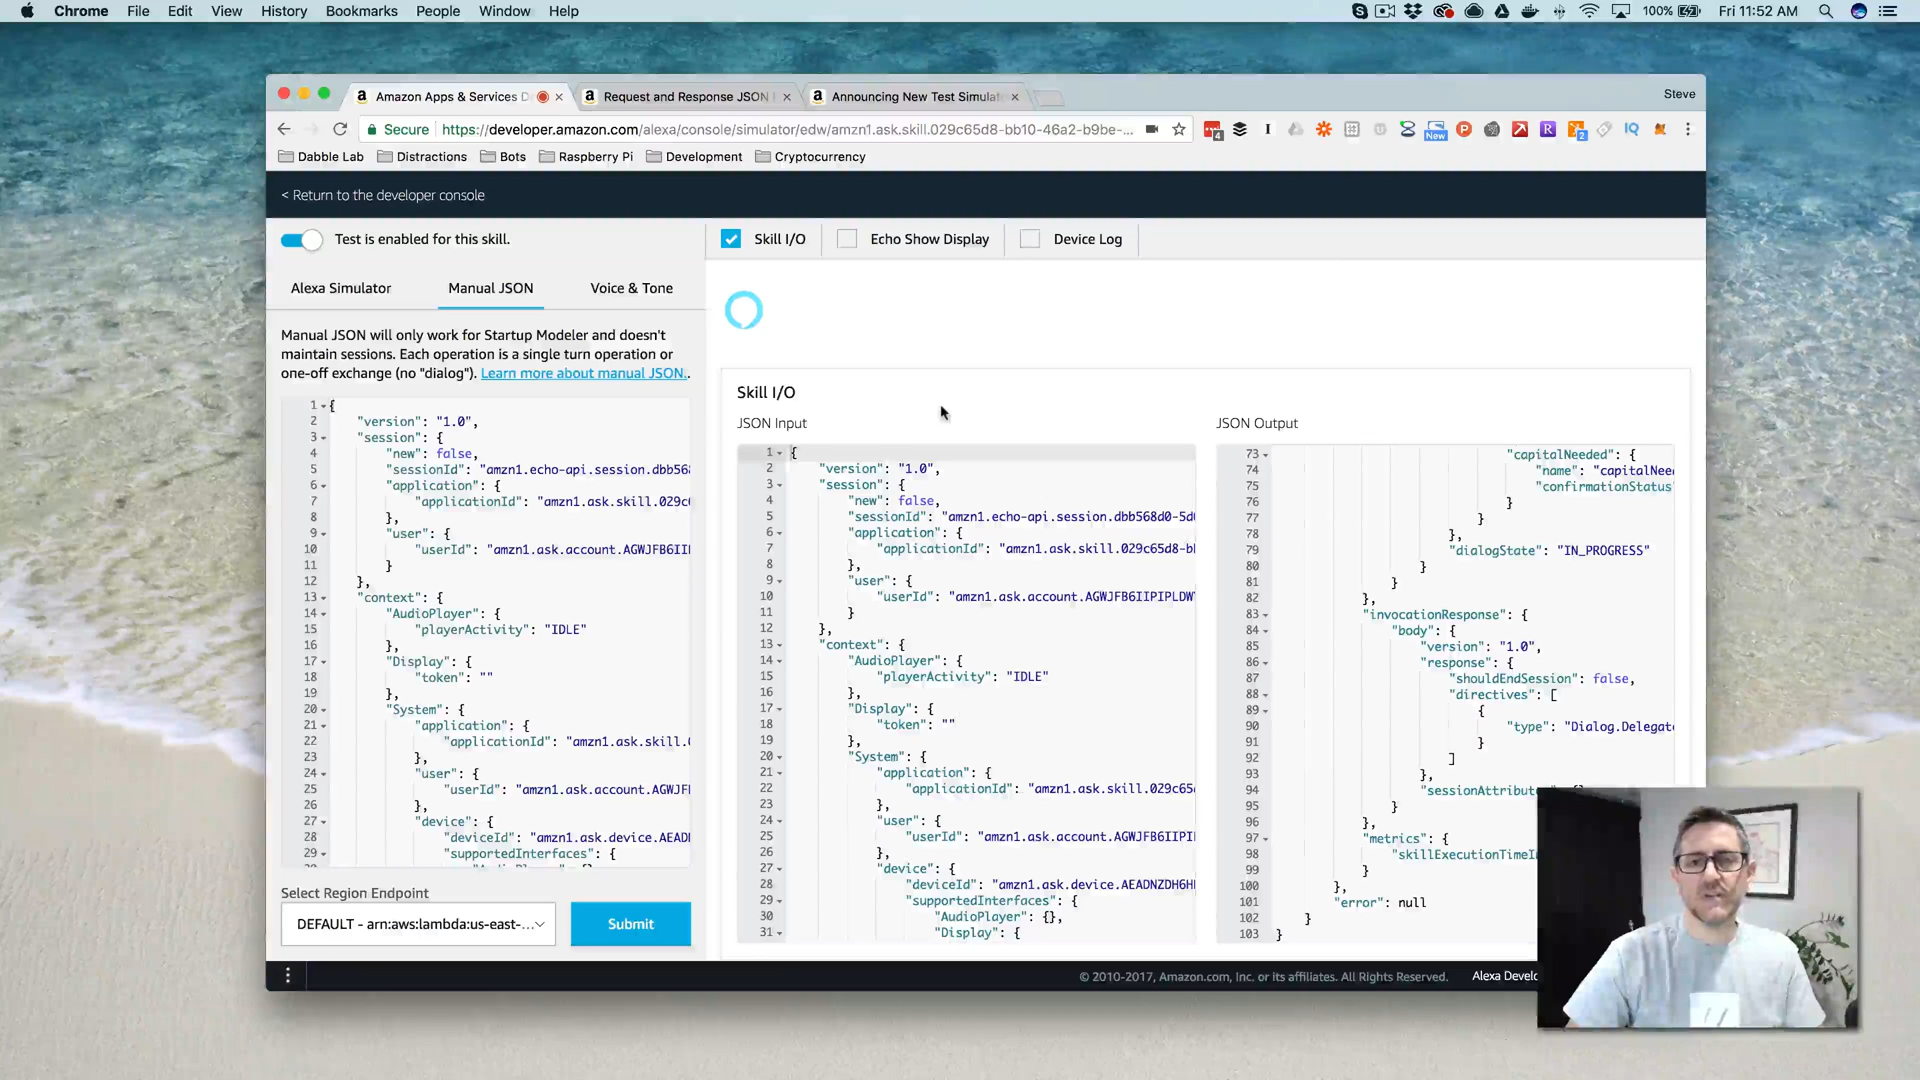 Chrome File Edit View History Bookmarks People Window Help
100% Fri 11:52 AM
Amazon Apps & Services D
Request and Response JSON
Announcing New Test Simulat
Steve
Secure https://developer.amazon.com/alexa/console/simulator/edw/amzn1.ask.skill.029c65d8-bb10-46a2-b9be-...
Dabble Lab Distractions Bots Raspberry Pi Development Cryptocurrency
< Return to the developer console
Test is enabled for this skill.
Skill I/O Echo Show Display Device Log
Alexa Simulator Manual JSON Voice & Tone
Manual JSON will only work for Startup Modeler and doesn't
maintain sessions. Each operation is a single turn operation or
one-off exchange (no "dialog"). Learn more about manual JSON..
1 {
2 "version": "1.0",
3 "session": {
4 "new": false,
5 "sessionId": "amzn1.echo-api.session.dbb568
6 "application": {
7 "applicationId": "amzn1.ask.skill.029c6
8 },
9 "user": {
10 "userId": "amzn1.ask.account.AGWJFB6II
11 }
12 },
13 "context": {
14 "AudioPlayer": {
15 "playerActivity": "IDLE"
16 },
17 "Display": {
18 "token": ""
19 },
20 "System": {
21 "application": {
22 "applicationId": "amzn1.ask.skill.
23 },
24 "user": {
25 "userId": "amzn1.ask.account.AGWJF
26 },
27 "device": {
28 "deviceId": "amzn1.ask.device.AEAD
29 "supportedInterfaces": {
Select Region Endpoint
DEFAULT - arn:aws:lambda:us-east-...
Submit
Skill I/O
JSON Input
1 {
2 "version": "1.0",
3 "session": {
4 "new": false,
5 "sessionId": "amzn1.echo-api.session.dbb568d0-5d
6 "application": {
7 "applicationId": "amzn1.ask.skill.029c65d8-b
8 },
9 "user": {
10 "userId": "amzn1.ask.account.AGWJFB6IIPIPLDW
11 }
12 },
13 "context": {
14 "AudioPlayer": {
15 "playerActivity": "IDLE"
16 },
17 "Display": {
18 "token": ""
19 },
20 "System": {
21 "application": {
22 "applicationId": "amzn1.ask.skill.029c65
23 },
24 "user": {
25 "userId": "amzn1.ask.account.AGWJFB6IIPI
26 },
27 "device": {
28 "deviceId": "amzn1.ask.device.AEADNZDH6H
29 "supportedInterfaces": {
30 "AudioPlayer": {},
31 "Display": {
JSON Output
73 "capitalNeeded": {
74 "name": "capitalNee
75 "confirmationStatus"
76 }
77 }
78 },
79 "dialogState": "IN_PROGRESS"
80 }
81 }
82 },
83 "invocationResponse": {
84 "body": {
85 "version": "1.0",
86 "response": {
87 "shouldEndSession": false,
88 "directives": [
89 {
90 "type": "Dialog.Delegat
91 }
92 ]
93 },
94 "sessionAttribut
95 }
96 },
97 "metrics": {
98 "skillExecutionTimeI
99 }
100 },
101 "error": null
102 }
103 }
© 2010-2017, Amazon.com, Inc. or its affiliates. All Rights Reserved. Alexa Develo